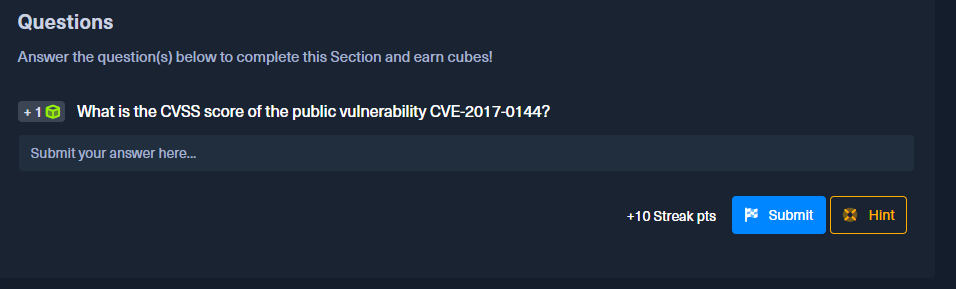 Questions
Answer the question(s) below to complete this Section and earn cubes!
+ 1 What is the CVSS score of the public vulnerability CVE-2017-0144?
Submit your answer here...
+10 Streak pts Submit Hint